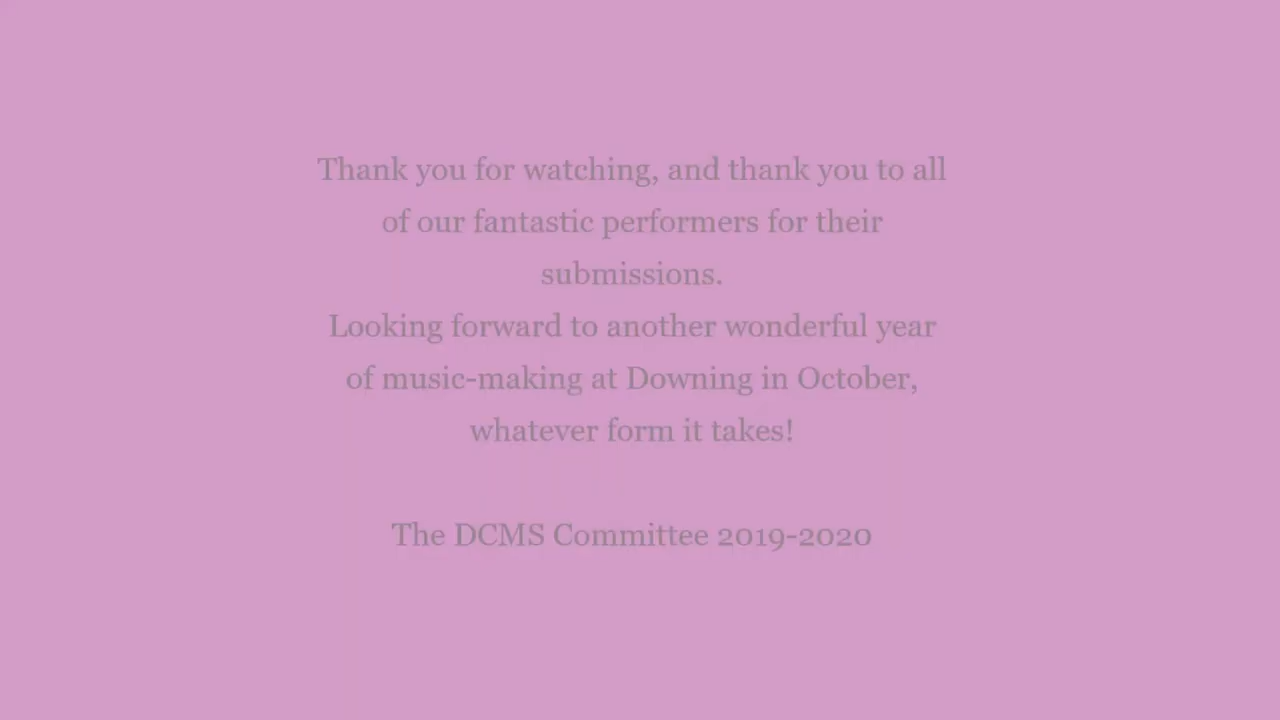 Thank you for watching, and thank you to all
of our fantastic performers for their
submissions.
Looking forward to another wonderful year
of music-making at Downing in October,
whatever form it takes!
The DCMS Committee 2019-2020